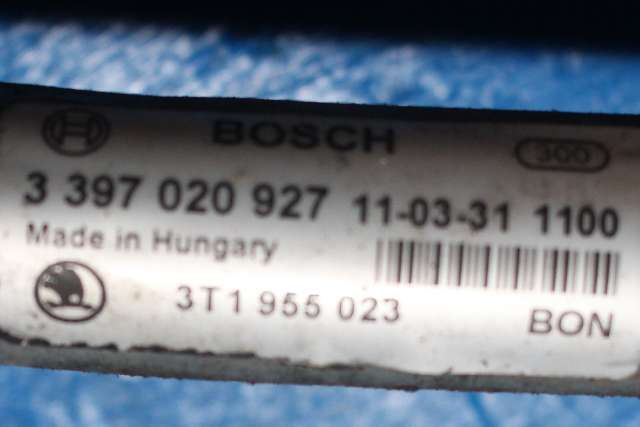 BOSCH 300
3 397 020 927 11-03-31 1100
Made in Hungary
3T1 955 023 BON